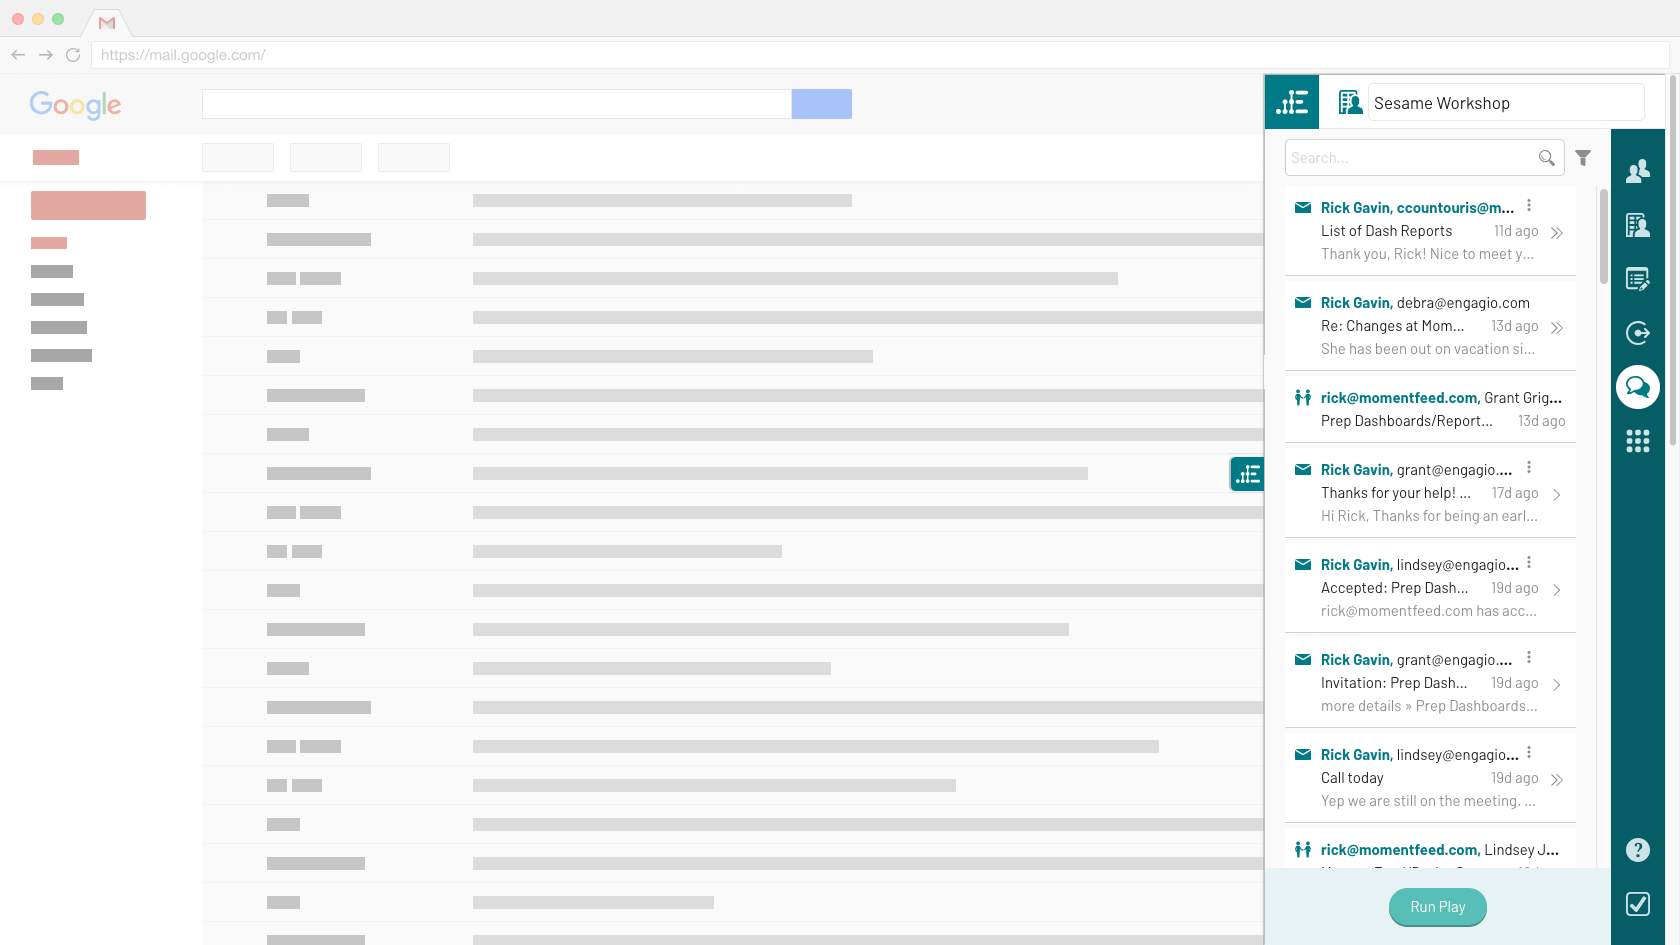 https://mail.google.com/
Google
Sesame Workshop
Search...
Rick Gavin, ccountouris@m...
List of Dash Reports 11d ago
Thank you, Rick! Nice to meet y...
Rick Gavin, debra@engagio.com
Re: Changes at Mom... 13d ago
She has been out on vacation si...
rick@momentfeed.com, Grant Grig...
Prep Dashboards/Report... 13d ago
Rick Gavin, grant@engagio....
Thanks for your help! ... 17d ago
Hi Rick, Thanks for being an earl...
Rick Gavin, lindsey@engagio...
Accepted: Prep Dash... 19d ago
rick@momentfeed.com has acc...
Rick Gavin, grant@engagio....
Invitation: Prep Dash... 19d ago
more details » Prep Dashboards...
Rick Gavin, lindsey@engagio...
Call today 19d ago
Yep we are still on the meeting. ...
rick@momentfeed.com, Lindsey J...
Run Play